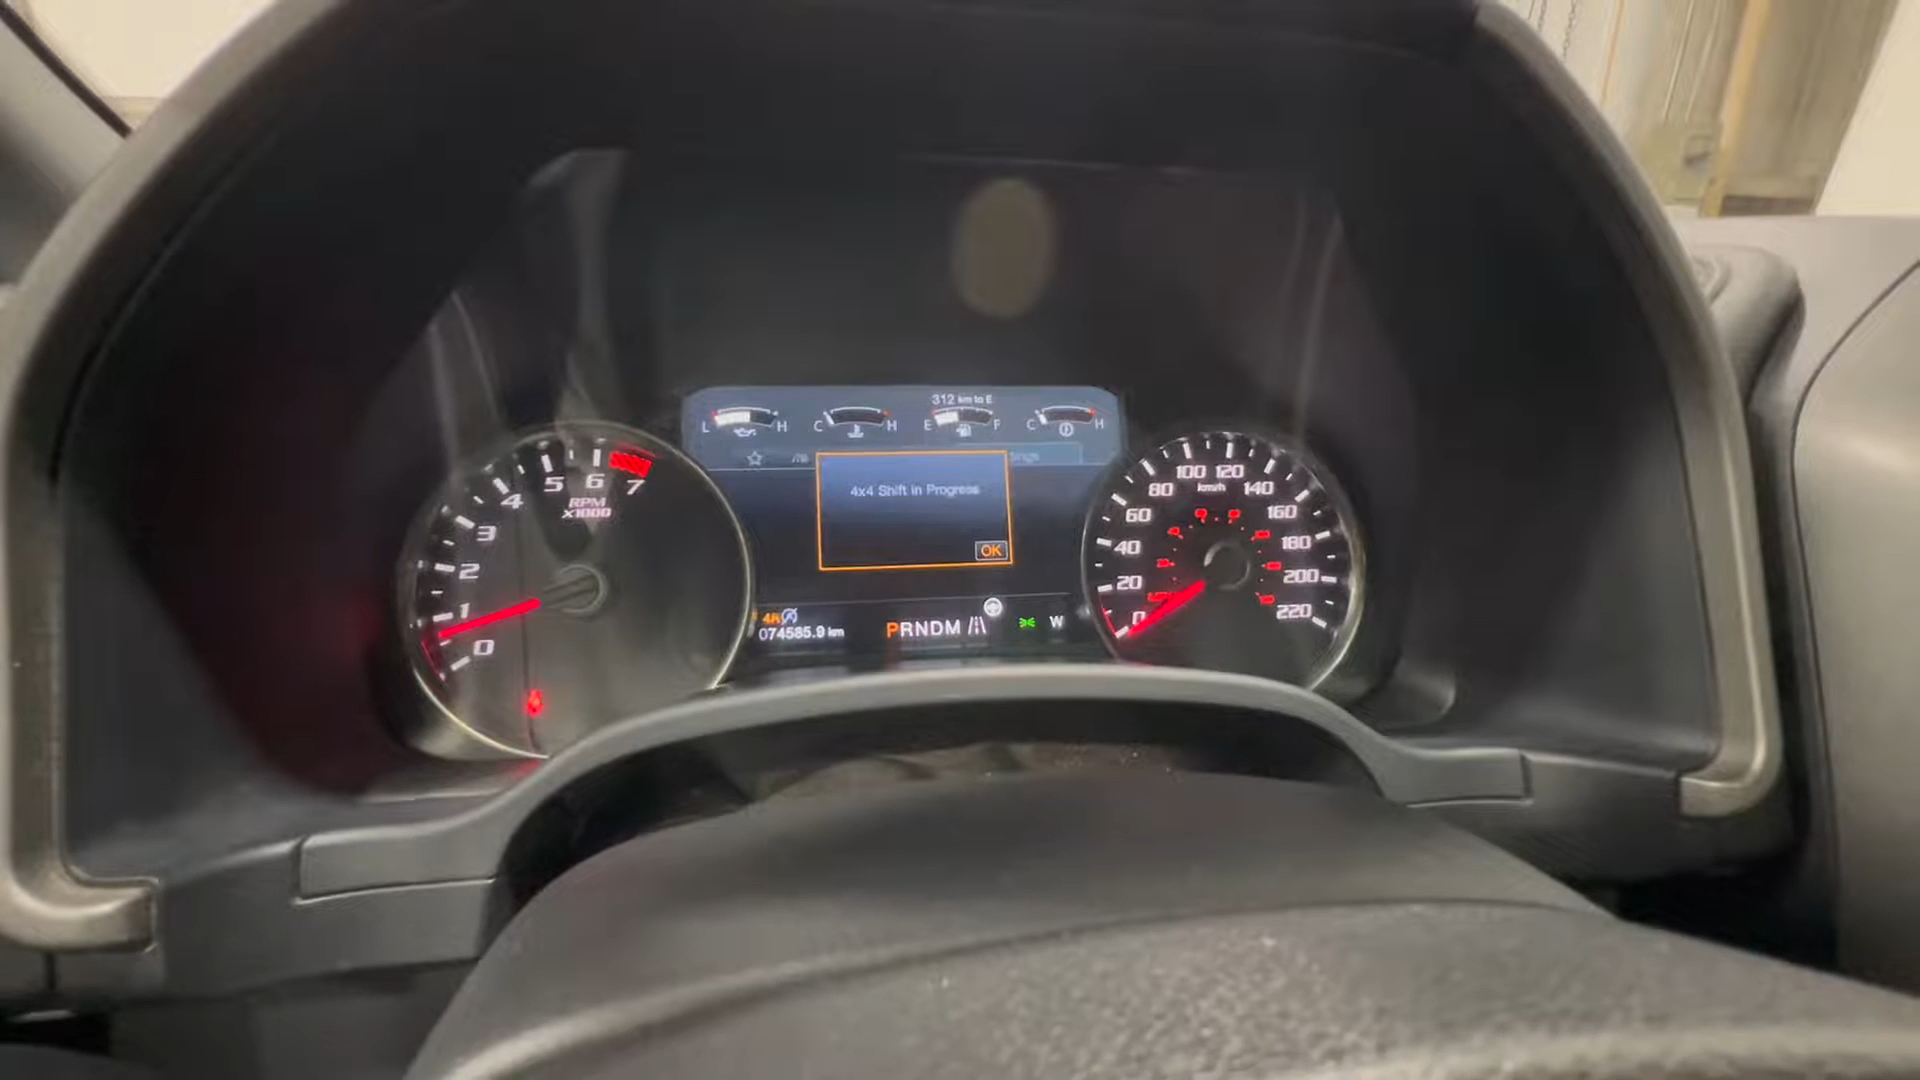 312 km to E
L H C H E F C H
4x4 Shift in Progress
OK
074585.9 km
PRNDM
W
0 1 2 3 4 5 6 7
RPM
X1000
0 20 40 60 80 100 120 140 160 180 200 220
km/h